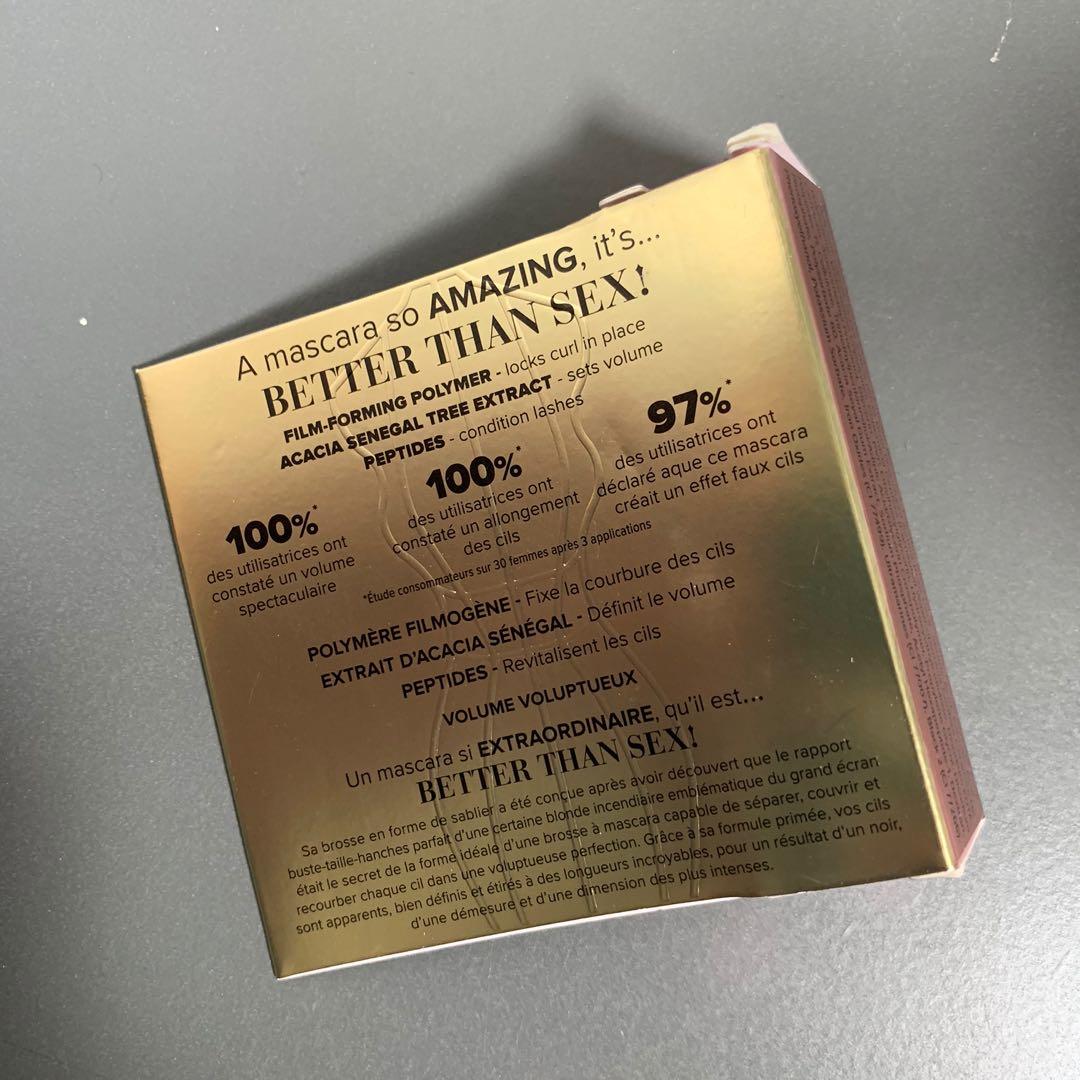 A mascara so AMAZING, it's...
BETTER THAN SEX!
FILM-FORMING POLYMER - locks curl in place
ACACIA SENEGAL TREE EXTRACT - sets volume
PEPTIDES - condition lashes
100%*
des utilisatrices ont
constaté un volume
spectaculaire
100%*
des utilisatrices ont
constaté un allongement
des cils
97%*
des utilisatrices ont
déclaré aque ce mascara
créait un effet faux cils
*Étude consommateurs sur 30 femmes après 3 applications
POLYMÈRE FILMOGÈNE - Fixe la courbure des cils
EXTRAIT D'ACACIA SÉNÉGAL - Définit le volume
PEPTIDES - Revitalisent les cils
VOLUME VOLUPTUEUX
Un mascara si EXTRAORDINAIRE, qu'il est...
BETTER THAN SEX!
Sa brosse en forme de sablier a été conçue après avoir découvert que le rapport
buste-taille-hanches parfait d'une certaine blonde incendiaire emblématique du grand écran
était le secret de la forme idéale d'une brosse à mascara capable de séparer, couvrir et
recourber chaque cil dans une voluptueuse perfection. Grâce à sa formule primée, vos cils
sont apparents, bien définis et étirés à des longueurs incroyables, pour un résultat d'un noir,
d'une démesure et d'une dimension des plus intenses.